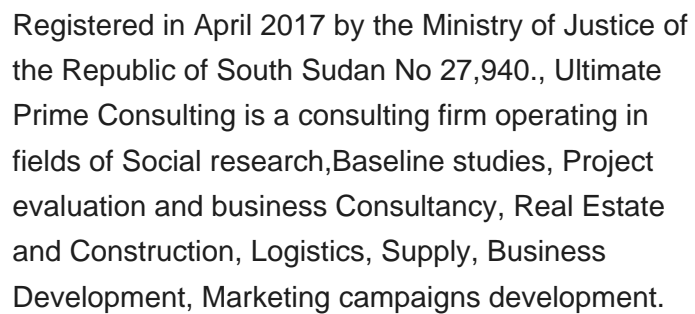 Registered in April 2017 by the Ministry of Justice of
the Republic of South Sudan No 27,940., Ultimate
Prime Consulting is a consulting firm operating in
fields of Social research,Baseline studies, Project
evaluation and business Consultancy, Real Estate
and Construction, Logistics, Supply, Business
Development, Marketing campaigns development.